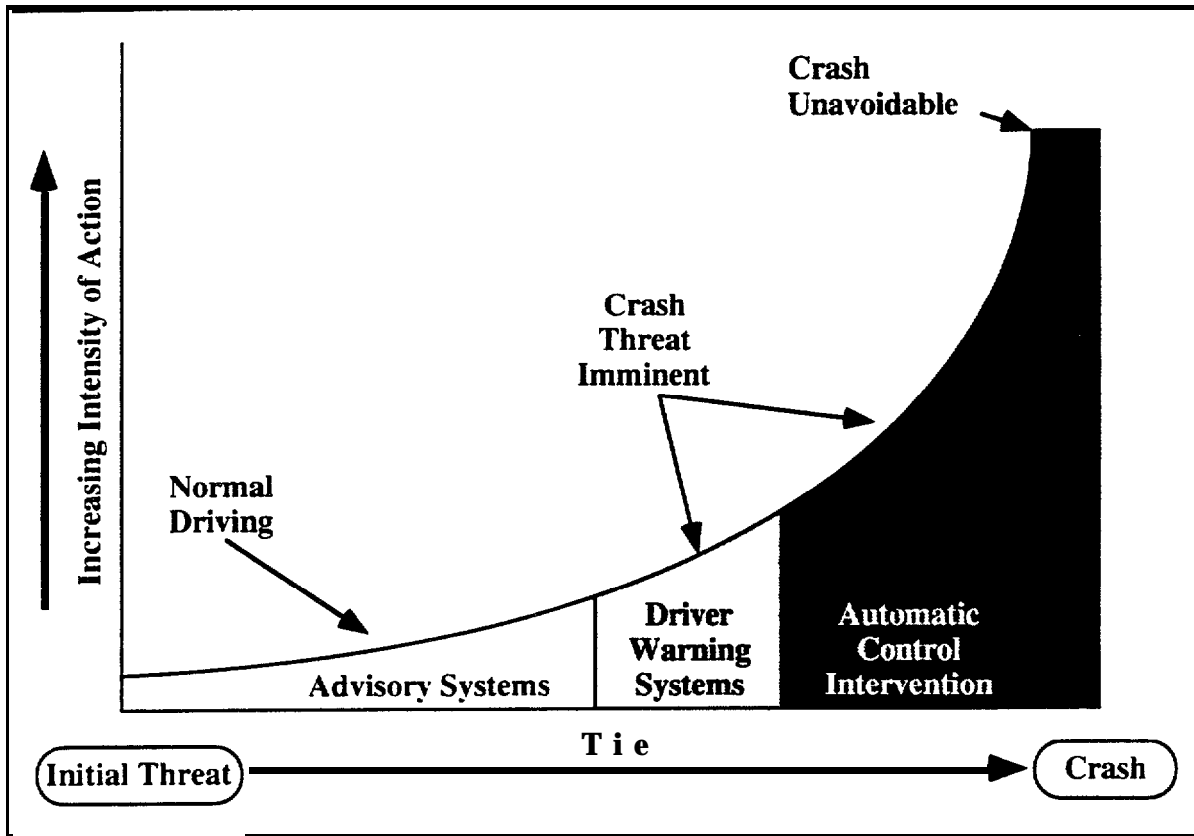 Crash
Unavoidable
Increasing Intensity of Action
Crash
Threat
Imminent
Normal
Driving
Advisory Systems
Driver
Warning
Systems
Automatic
Control
Intervention
Tie
Initial Threat
Crash